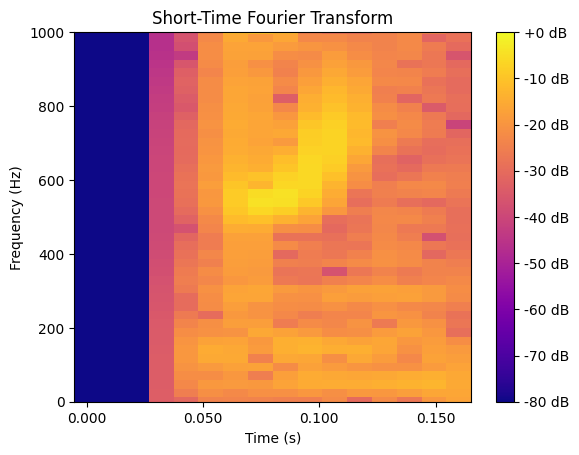 Short-Time Fourier Transform
1000
800
600
400
200
0
Frequency (Hz)
0.000
0.050
0.100
0.150
Time (s)
+0 dB
-10 dB
-20 dB
-30 dB
-40 dB
-50 dB
-60 dB
-70 dB
-80 dB